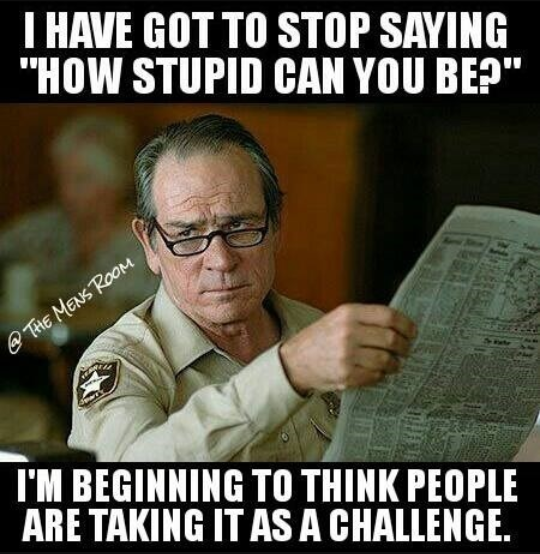 I HAVE GOT TO STOP SAYING
"HOW STUPID CAN YOU BE?"
@ THE MENS ROOM
I'M BEGINNING TO THINK PEOPLE
ARE TAKING IT AS A CHALLENGE.